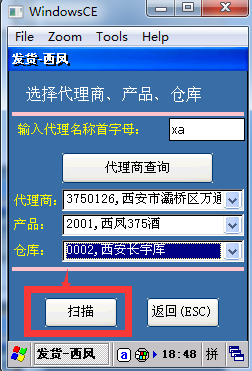 WindowsCE
File Zoom Tools Help
发货-西风
选择代理商、产品、仓库
输入代理名称首字母： xa
代理商查询
代理商： 3750126,西安市灞桥区万通
产品： 2001,西凤375酒
仓库： 0002,西安长宇库
扫描 返回(ESC)
发货-西风 a 18:48 拼